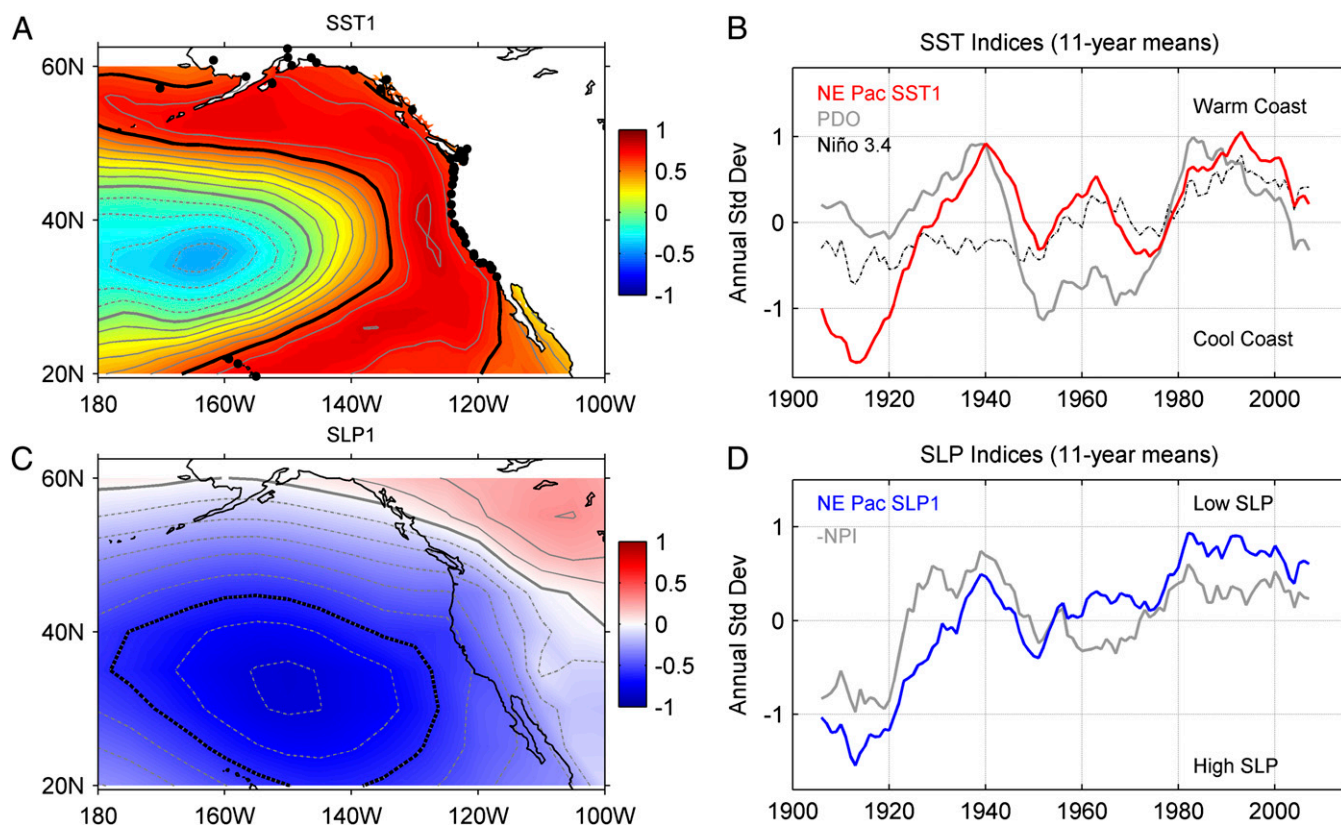 A
SST1
60N
40N
20N
180 160W 140W 120W 100W
1
0.5
0
-0.5
-1
B
SST Indices (11-year means)
NE Pac SST1
PDO
Niño 3.4
Warm Coast
Cool Coast
Annual Std Dev
1
0
-1
1900 1920 1940 1960 1980 2000
C
SLP1
60N
40N
20N
180 160W 140W 120W 100W
1
0.5
0
-0.5
-1
D
SLP Indices (11-year means)
NE Pac SLP1
-NPI
Low SLP
High SLP
Annual Std Dev
1
0
-1
1900 1920 1940 1960 1980 2000